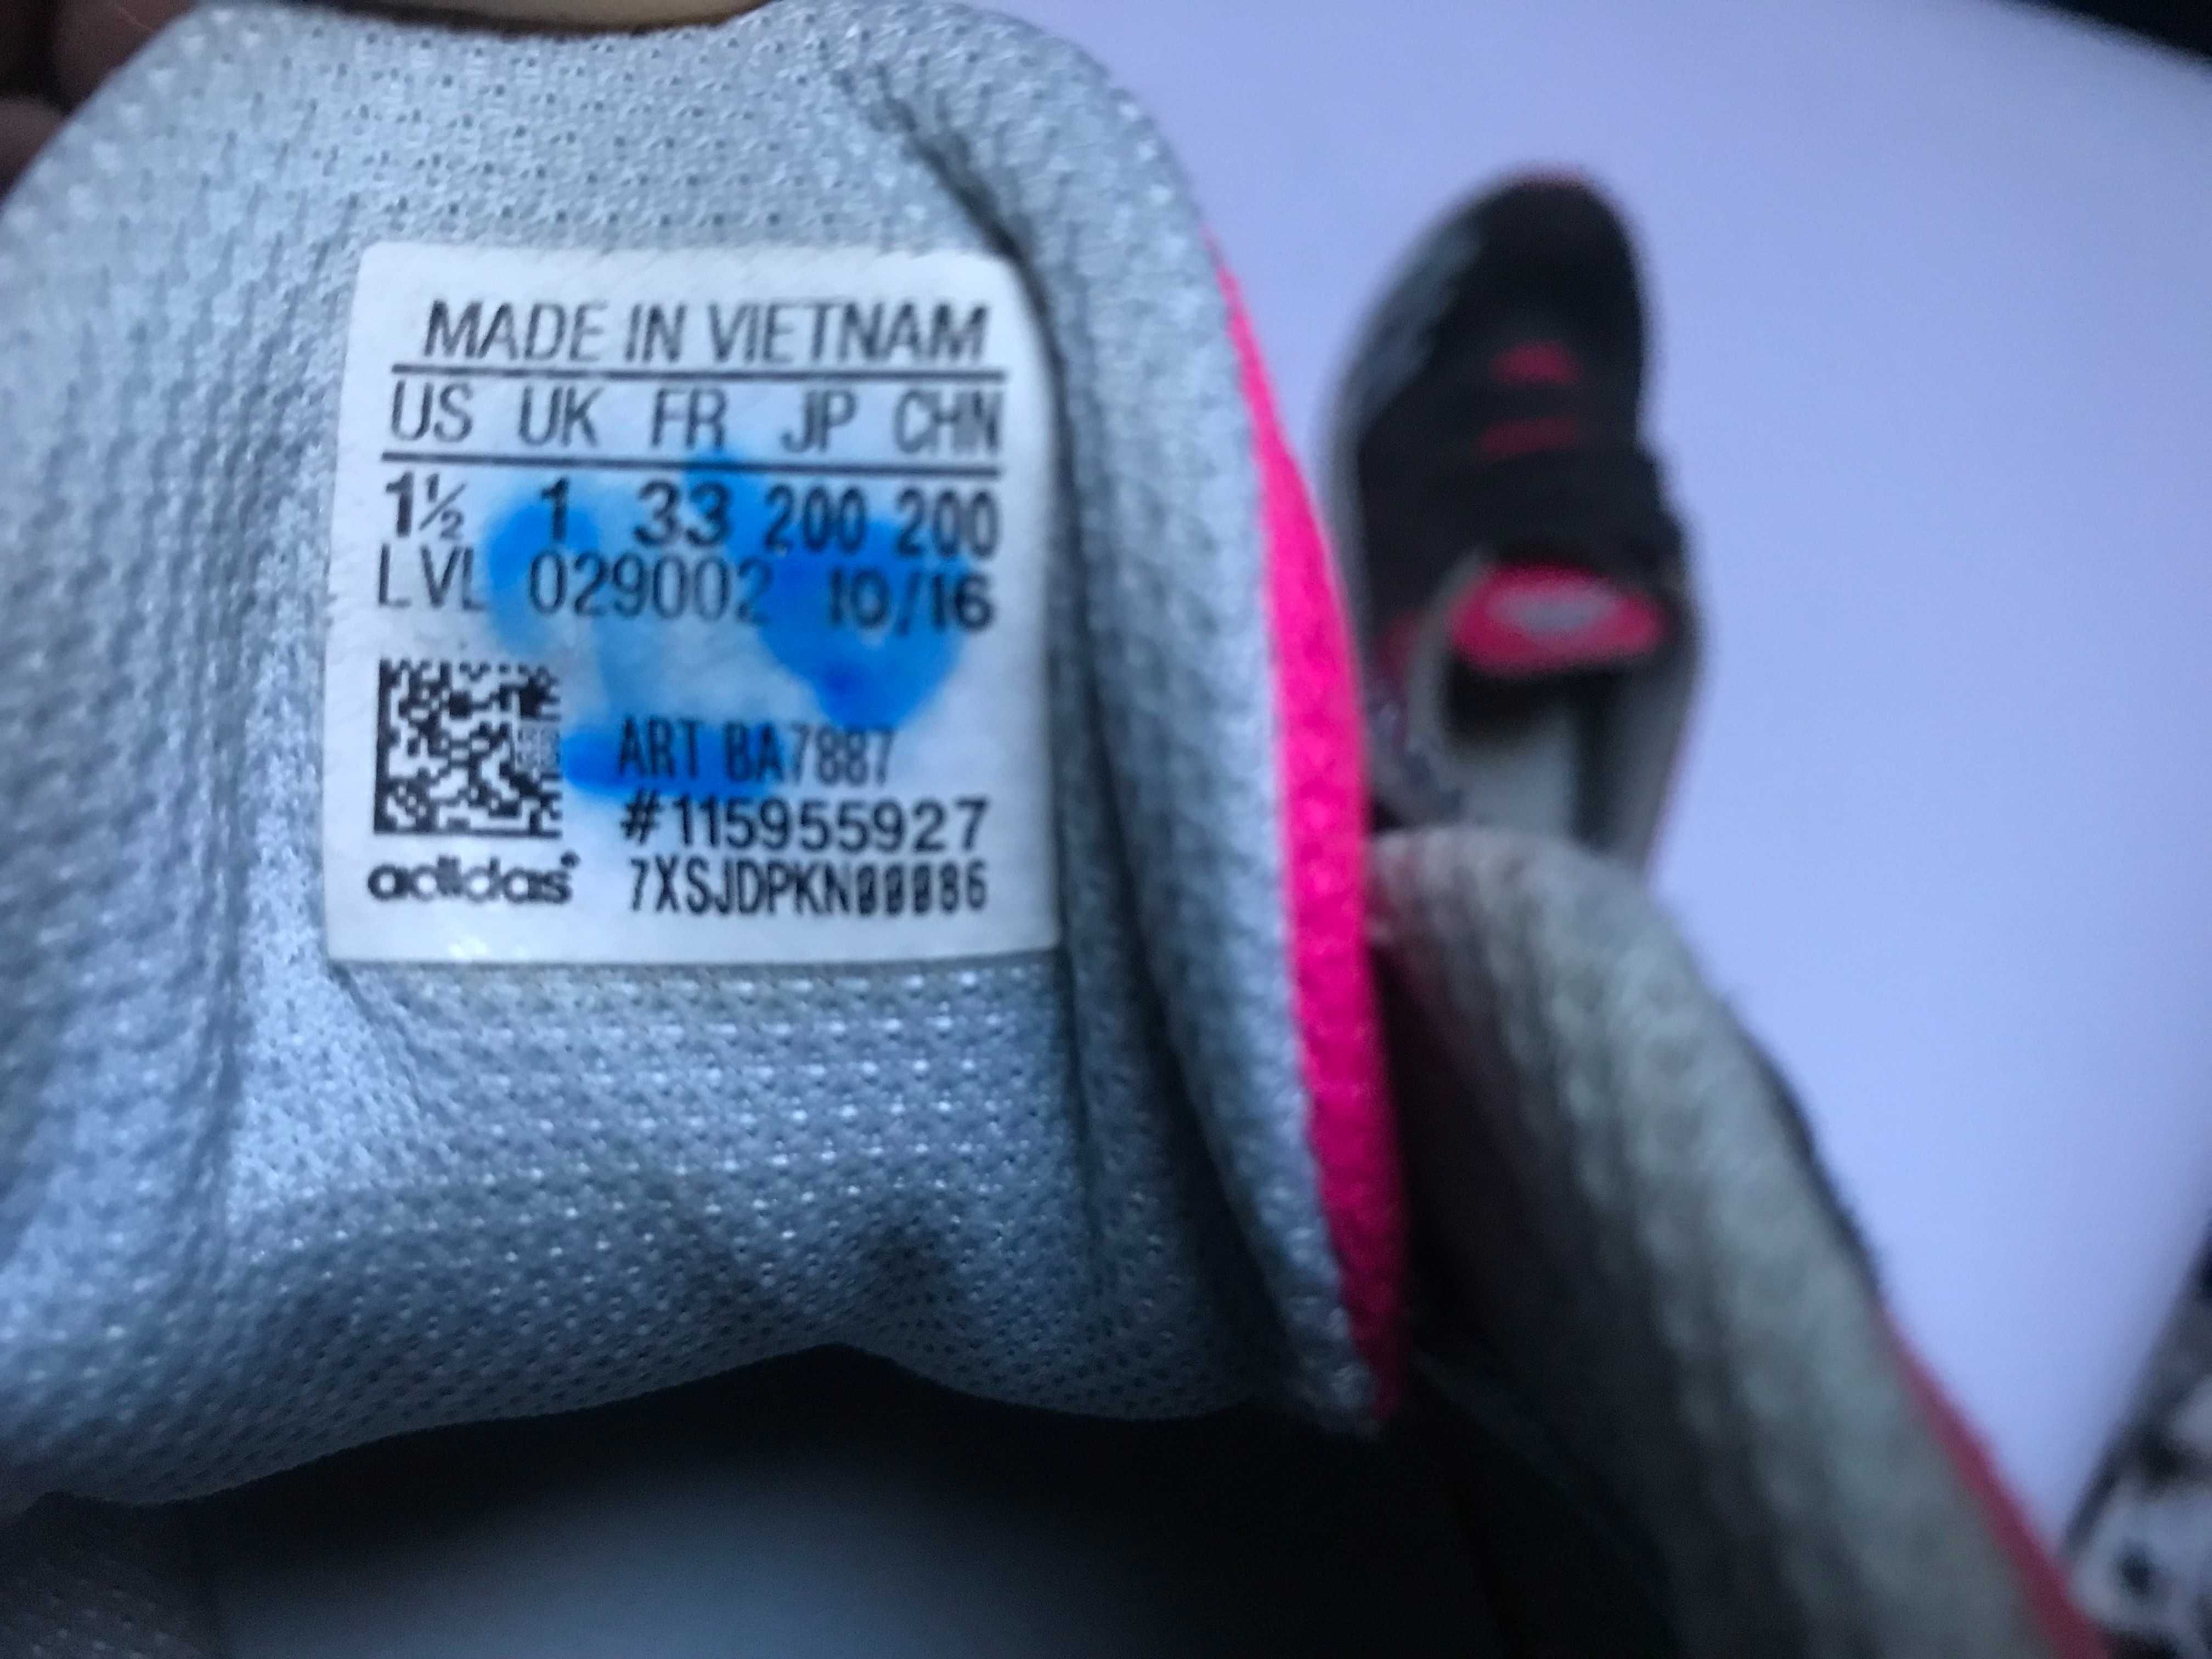 MADE IN VIETNAM
US UK FR JP CHN
1½ 1 33 200 200
LVL 029002 10/16
ART BA7887
#115955927
adidas® 7XSJDPKN00086